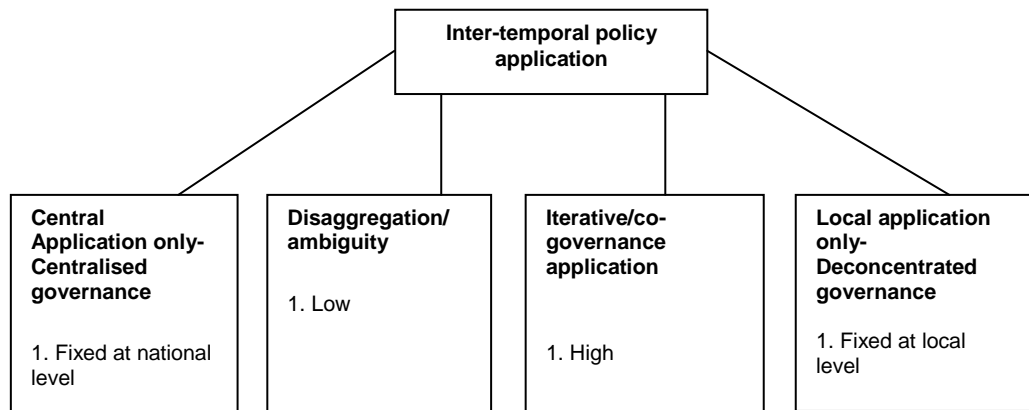 Inter-temporal policy
application
Central
Application only-
Centralised
governance
1. Fixed at national
level
Disaggregation/
ambiguity
1. Low
Iterative/co-
governance
application
1. High
Local application
only-
Deconcentrated
governance
1. Fixed at local
level